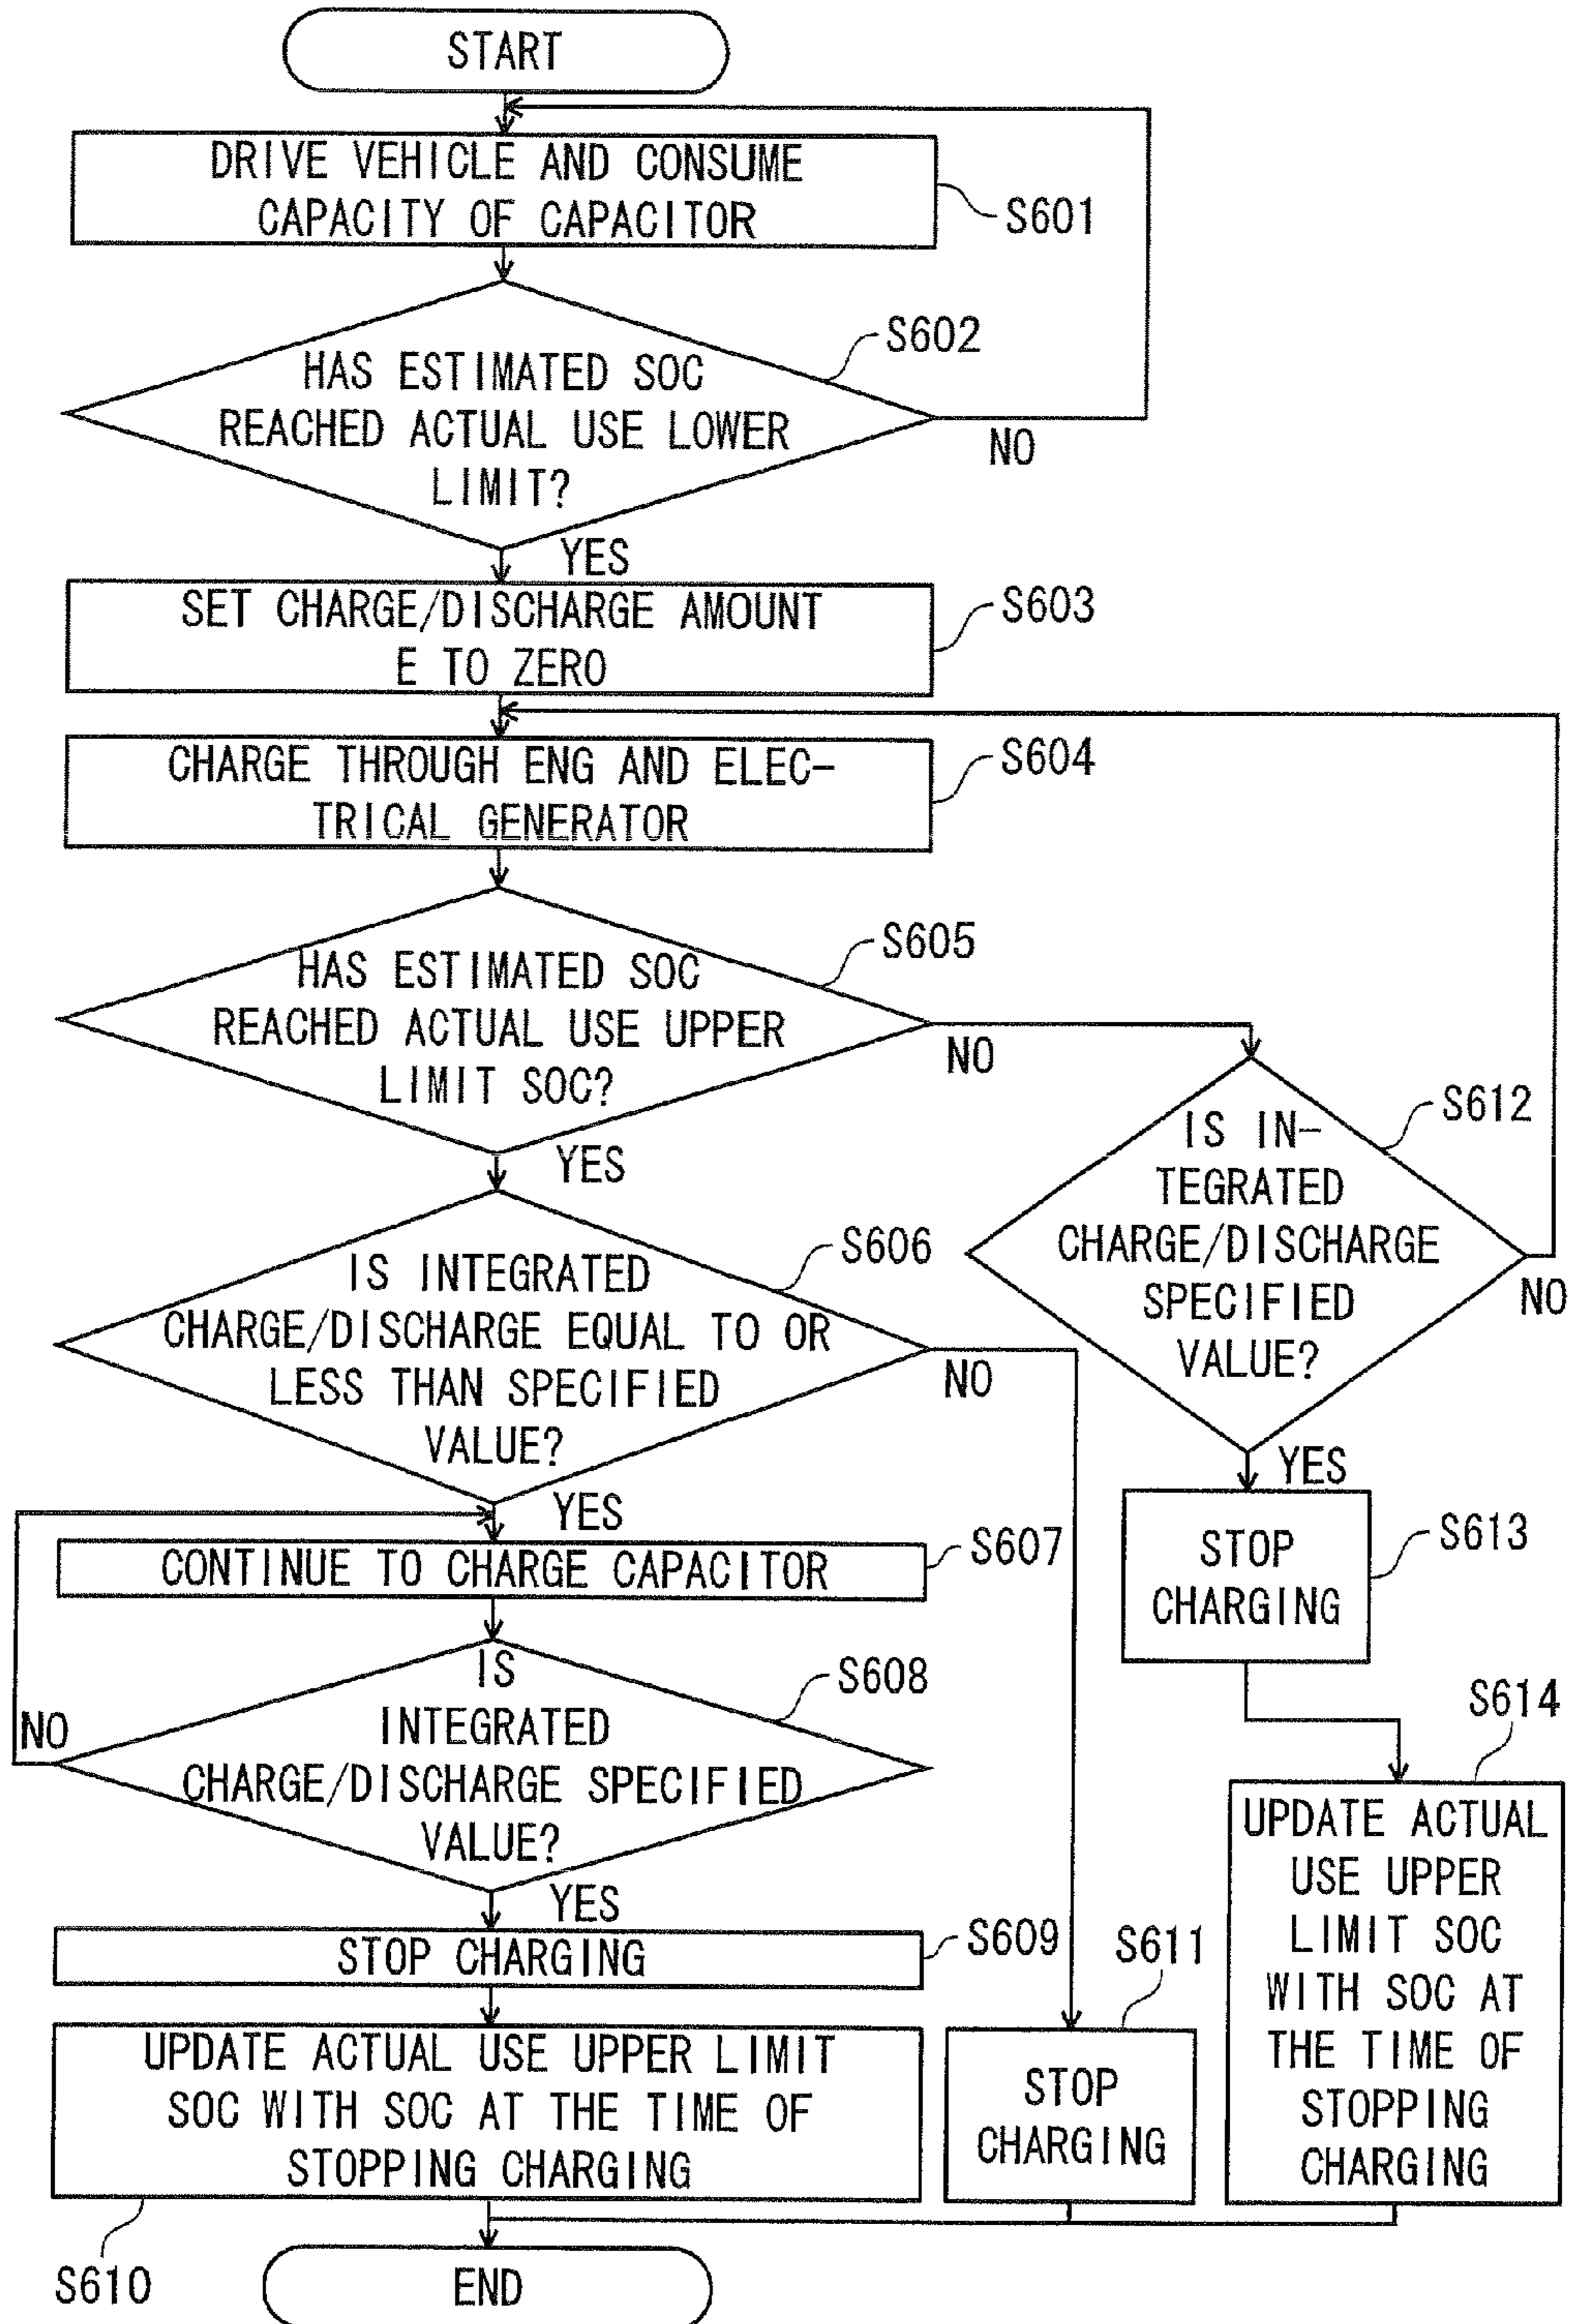 START
DRIVE VEHICLE AND CONSUME
CAPACITY OF CAPACITOR
S601
S602
HAS ESTIMATED SOC
REACHED ACTUAL USE LOWER
LIMIT?
NO
YES
SET CHARGE/DISCHARGE AMOUNT
E TO ZERO
S603
CHARGE THROUGH ENG AND ELEC-
TRICAL GENERATOR
S604
S605
HAS ESTIMATED SOC
REACHED ACTUAL USE UPPER
LIMIT SOC?
NO
YES
S612
IS IN-
TEGRATED
CHARGE/DISCHARGE
SPECIFIED
VALUE?
NO
YES
S606
IS INTEGRATED
CHARGE/DISCHARGE EQUAL TO OR
LESS THAN SPECIFIED
VALUE?
NO
YES
CONTINUE TO CHARGE CAPACITOR
S607
STOP
CHARGING
S613
S608
IS
INTEGRATED
CHARGE/DISCHARGE SPECIFIED
VALUE?
NO
YES
STOP CHARGING
S609
UPDATE ACTUAL USE UPPER LIMIT
SOC WITH SOC AT THE TIME OF
STOPPING CHARGING
S610
S611
STOP
CHARGING
S614
UPDATE ACTUAL
USE UPPER
LIMIT SOC
WITH SOC AT
THE TIME OF
STOPPING
CHARGING
END